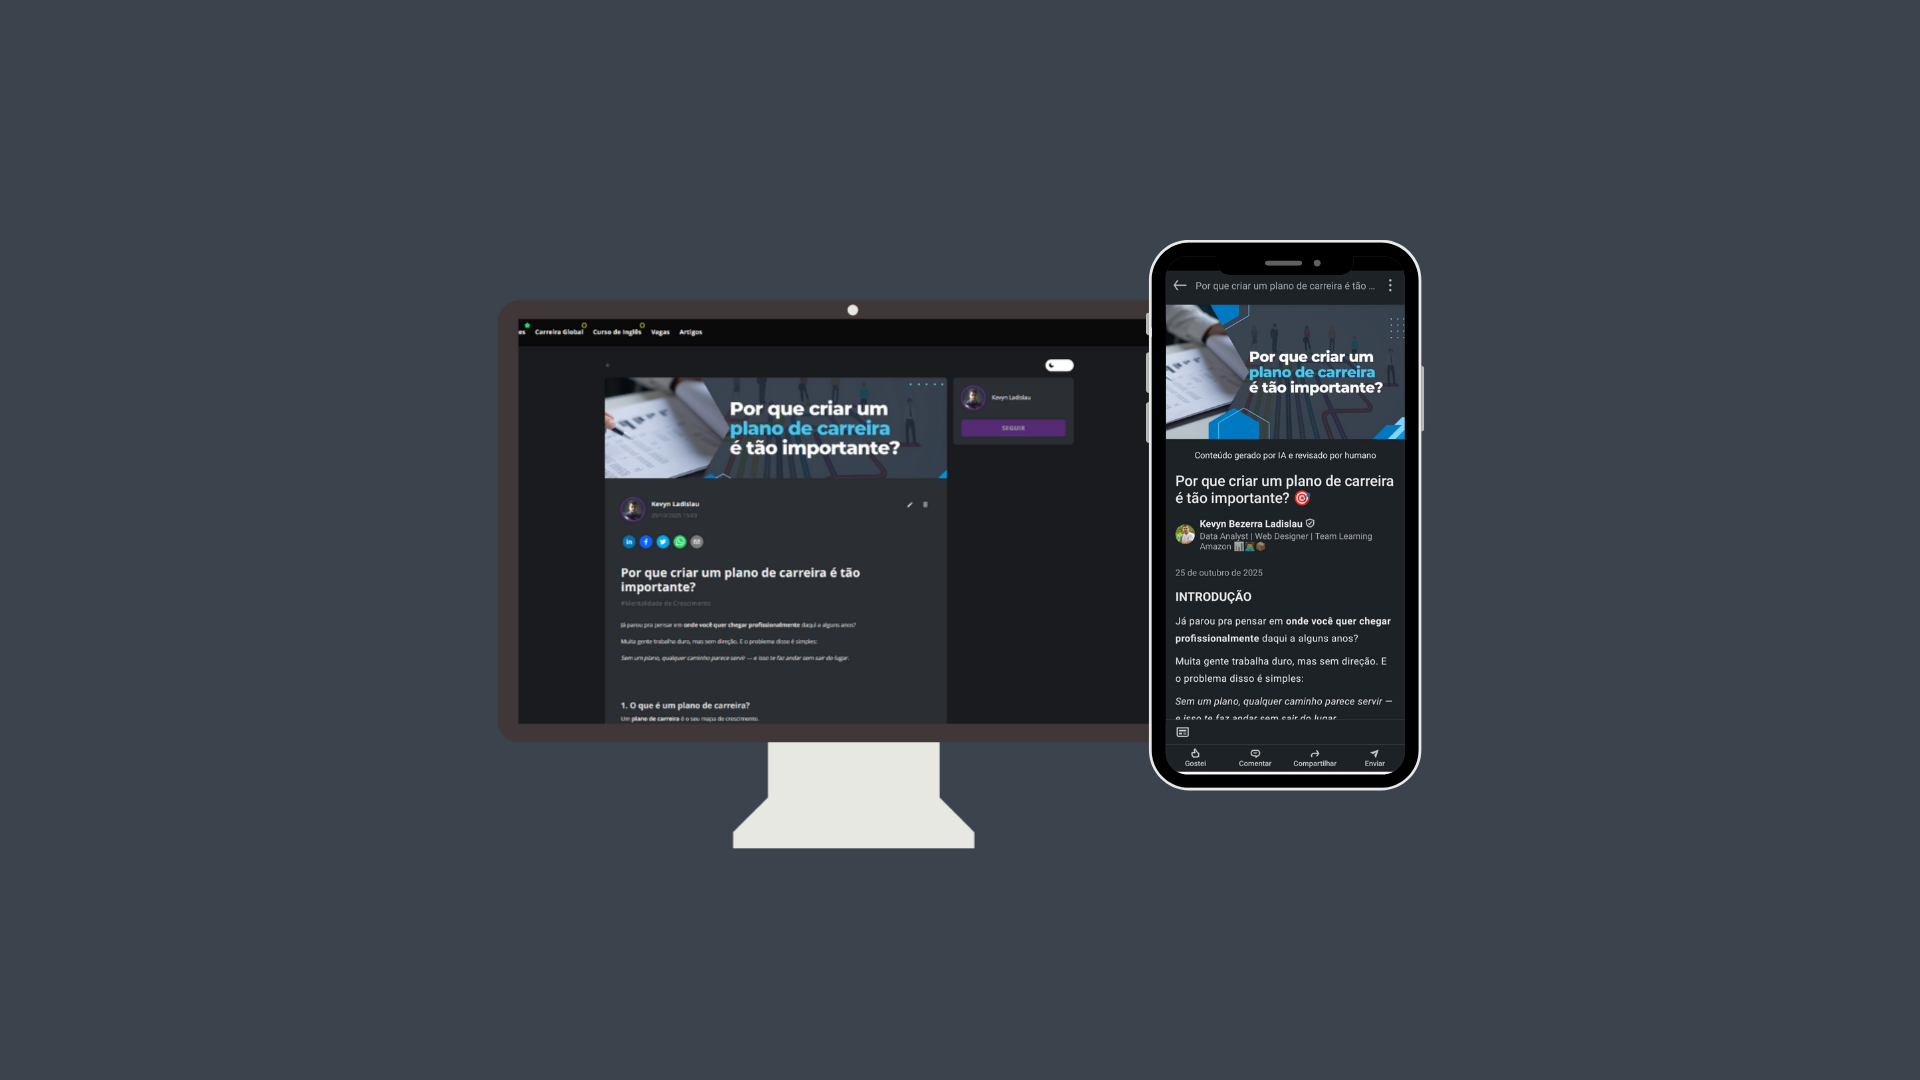 es Carreira Global Curso de Inglês Vagas Artigos
Por que criar um
plano de carreira
é tão importante?
Kevyn Ladislau
SEGUIR
Kevyn Ladislau
Por que criar um plano de carreira é tão
importante?
#Mentalidade de Crescimento
Já parou pra pensar em onde você quer chegar profissionalmente daqui a alguns anos?
Muita gente trabalha duro, mas sem direção. E o problema disso é simples:
Sem um plano, qualquer caminho parece servir — e isso te faz andar sem sair do lugar.
1. O que é um plano de carreira?
Um plano de carreira é o seu mapa de crescimento.
Por que criar um plano de carreira é tão ...
Por que criar um
plano de carreira
é tão importante?
Conteúdo gerado por IA e revisado por humano
Por que criar um plano de carreira
é tão importante? 🎯
Kevyn Bezerra Ladislau
Data Analyst | Web Designer | Team Learning
Amazon
25 de outubro de 2025
INTRODUÇÃO
Já parou pra pensar em onde você quer chegar
profissionalmente daqui a alguns anos?
Muita gente trabalha duro, mas sem direção. E
o problema disso é simples:
Sem um plano, qualquer caminho parece servir —
e isso te faz andar sem sair do lugar.
Gostei Comentar Compartilhar Enviar